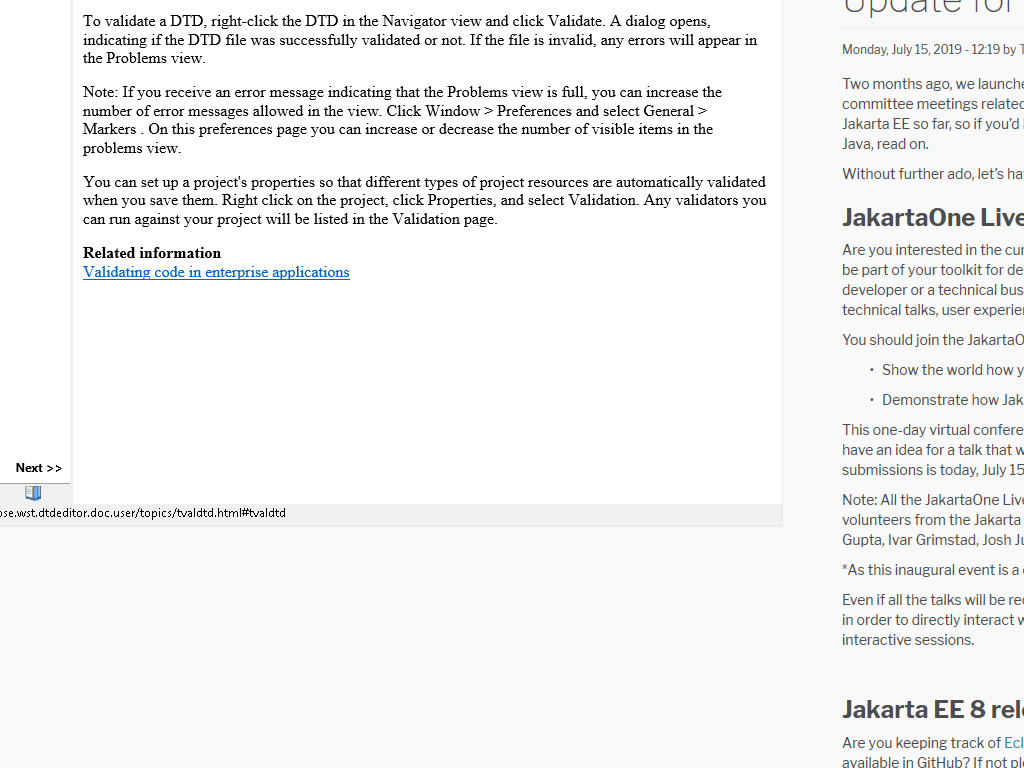 To validate a DTD, right-click the DTD in the Navigator view and click Validate. A dialog opens,
indicating if the DTD file was successfully validated or not. If the file is invalid, any errors will appear in
the Problems view.
Note: If you receive an error message indicating that the Problems view is full, you can increase the
number of error messages allowed in the view. Click Window > Preferences and select General >
Markers . On this preferences page you can increase or decrease the number of visible items in the
problems view.
You can set up a project's properties so that different types of project resources are automatically validated
when you save them. Right click on the project, click Properties, and select Validation. Any validators you
can run against your project will be listed in the Validation page.
Related information
Validating code in enterprise applications
Next >>
ose.wst.dtdeditor.doc.user/topics/tvaldtd.html#tvaldtd
Update for
Monday, July 15, 2019 - 12:19 by T
Two months ago, we launche
committee meetings related
Jakarta EE so far, so if you'd l
Java, read on.
Without further ado, let's ha
JakartaOne Live
Are you interested in the cur
be part of your toolkit for de
developer or a technical bus
technical talks, user experie
You should join the JakartaO
• Show the world how y
• Demonstrate how Jak
This one-day virtual confere
have an idea for a talk that w
submissions is today, July 15
Note: All the JakartaOne Live
volunteers from the Jakarta
Gupta, Ivar Grimstad, Josh Ju
*As this inaugural event is a
Even if all the talks will be re
in order to directly interact w
interactive sessions.
Jakarta EE 8 rele
Are you keeping track of Ecl
available in GitHub? If not pl